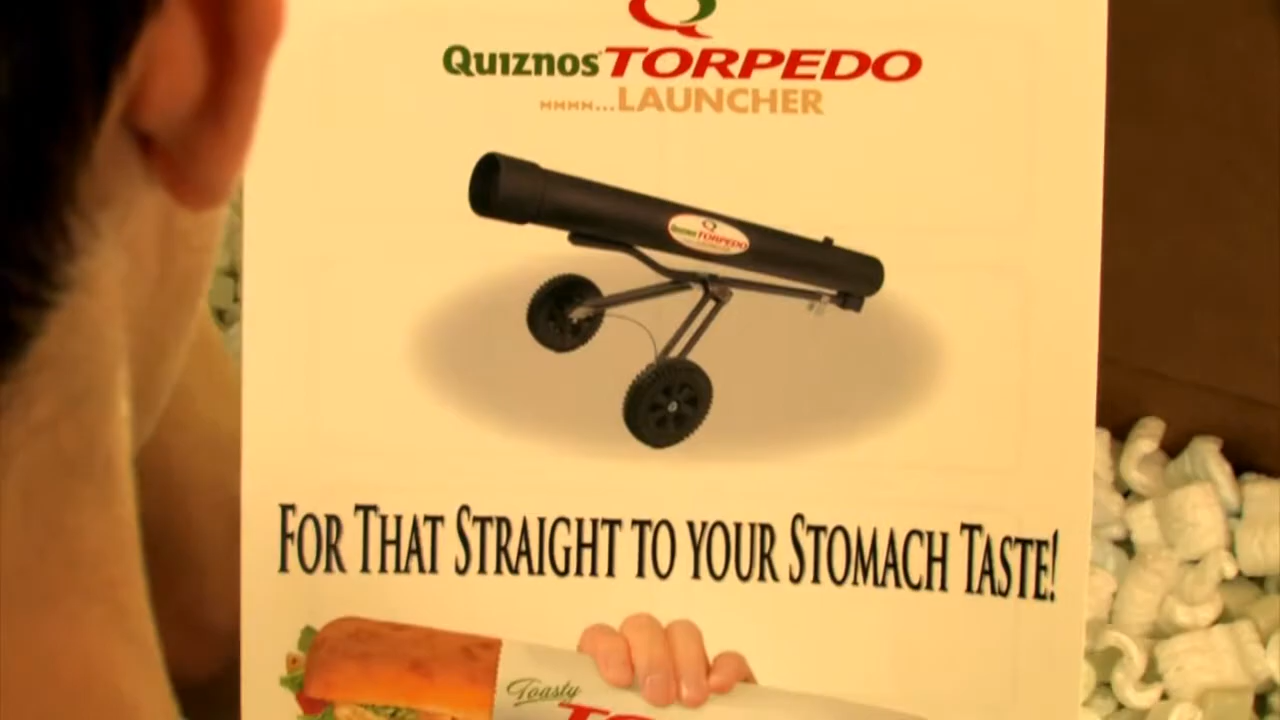 Quiznos TORPEDO
MMMM...LAUNCHER
Quiznos TORPEDO
FOR THAT STRAIGHT TO YOUR STOMACH TASTE!
Toasty